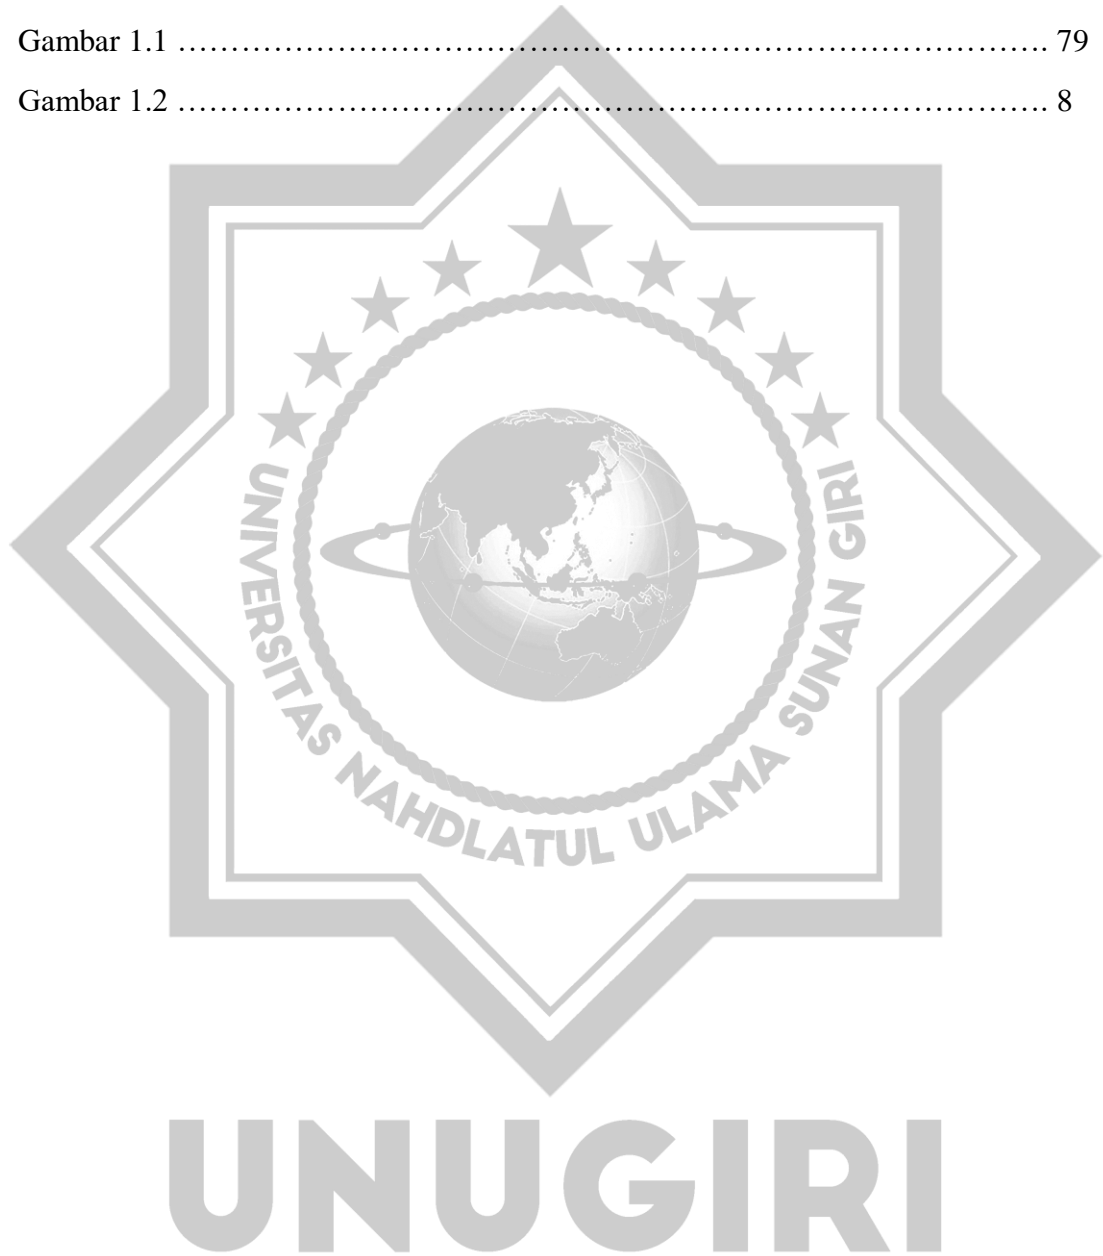 Gambar 1.1 ………………………………………………………………………. 79
Gambar 1.2 ………………………………………………………………………. 8
UNIVERSITAS NAHDLATUL ULAMA SUNAN GIRI
UNUGIRI